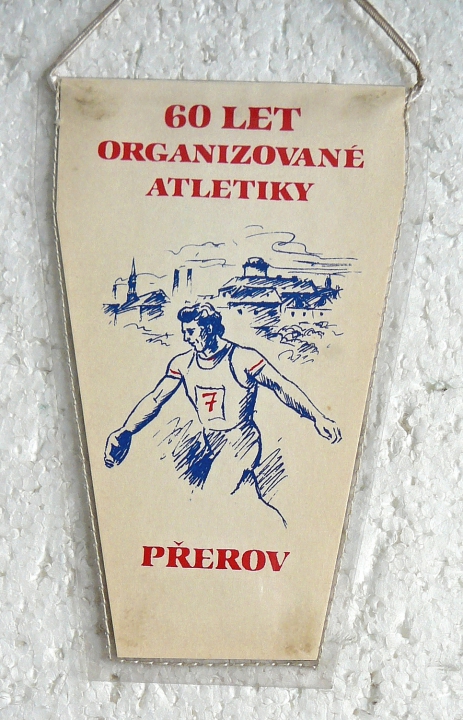 60 LET
ORGANIZOVANÉ
ATLETIKY
7
PŘEROV